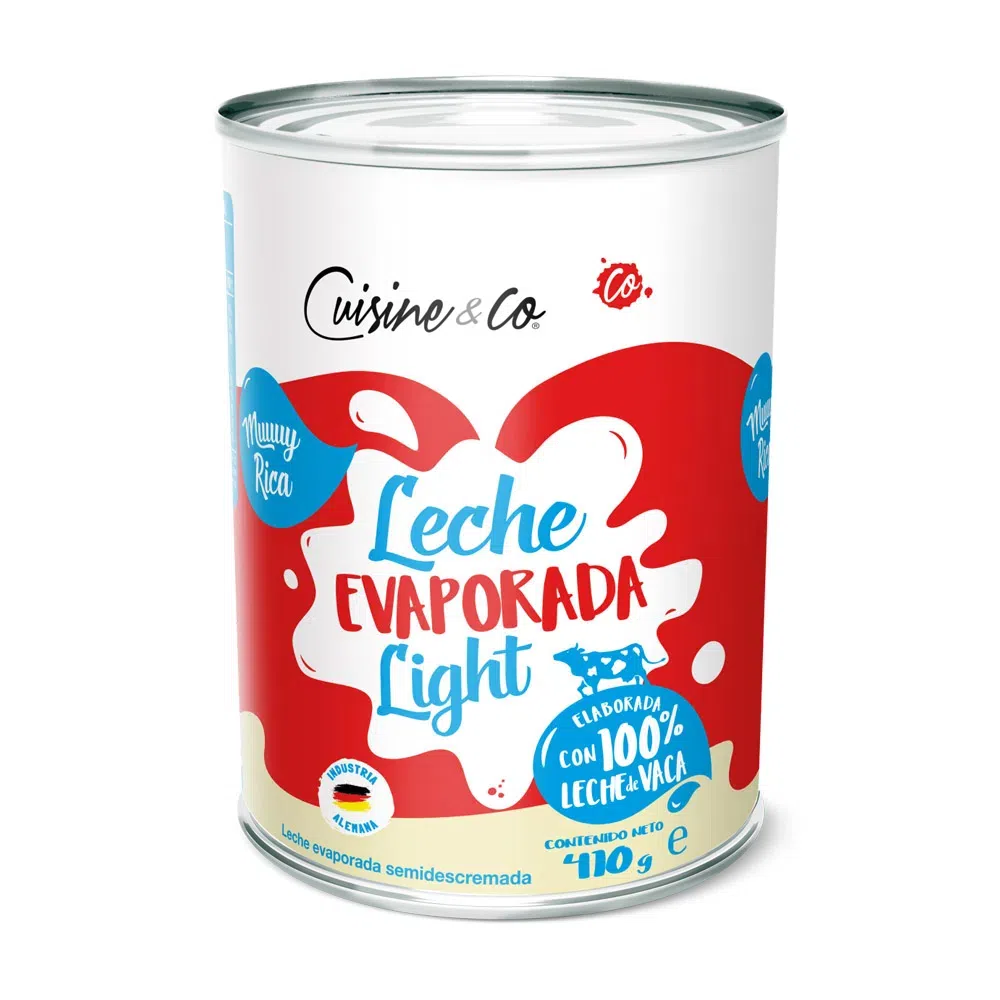 Cuisine & Co®
Co
Muuuy
Rica
Leche
EVAPORADA
Light
ELABORADA
CON 100%
LECHE de VACA
INDUSTRIA
ALEMANA
CONTENIDO NETO
410 g e
Leche evaporada semidescremada